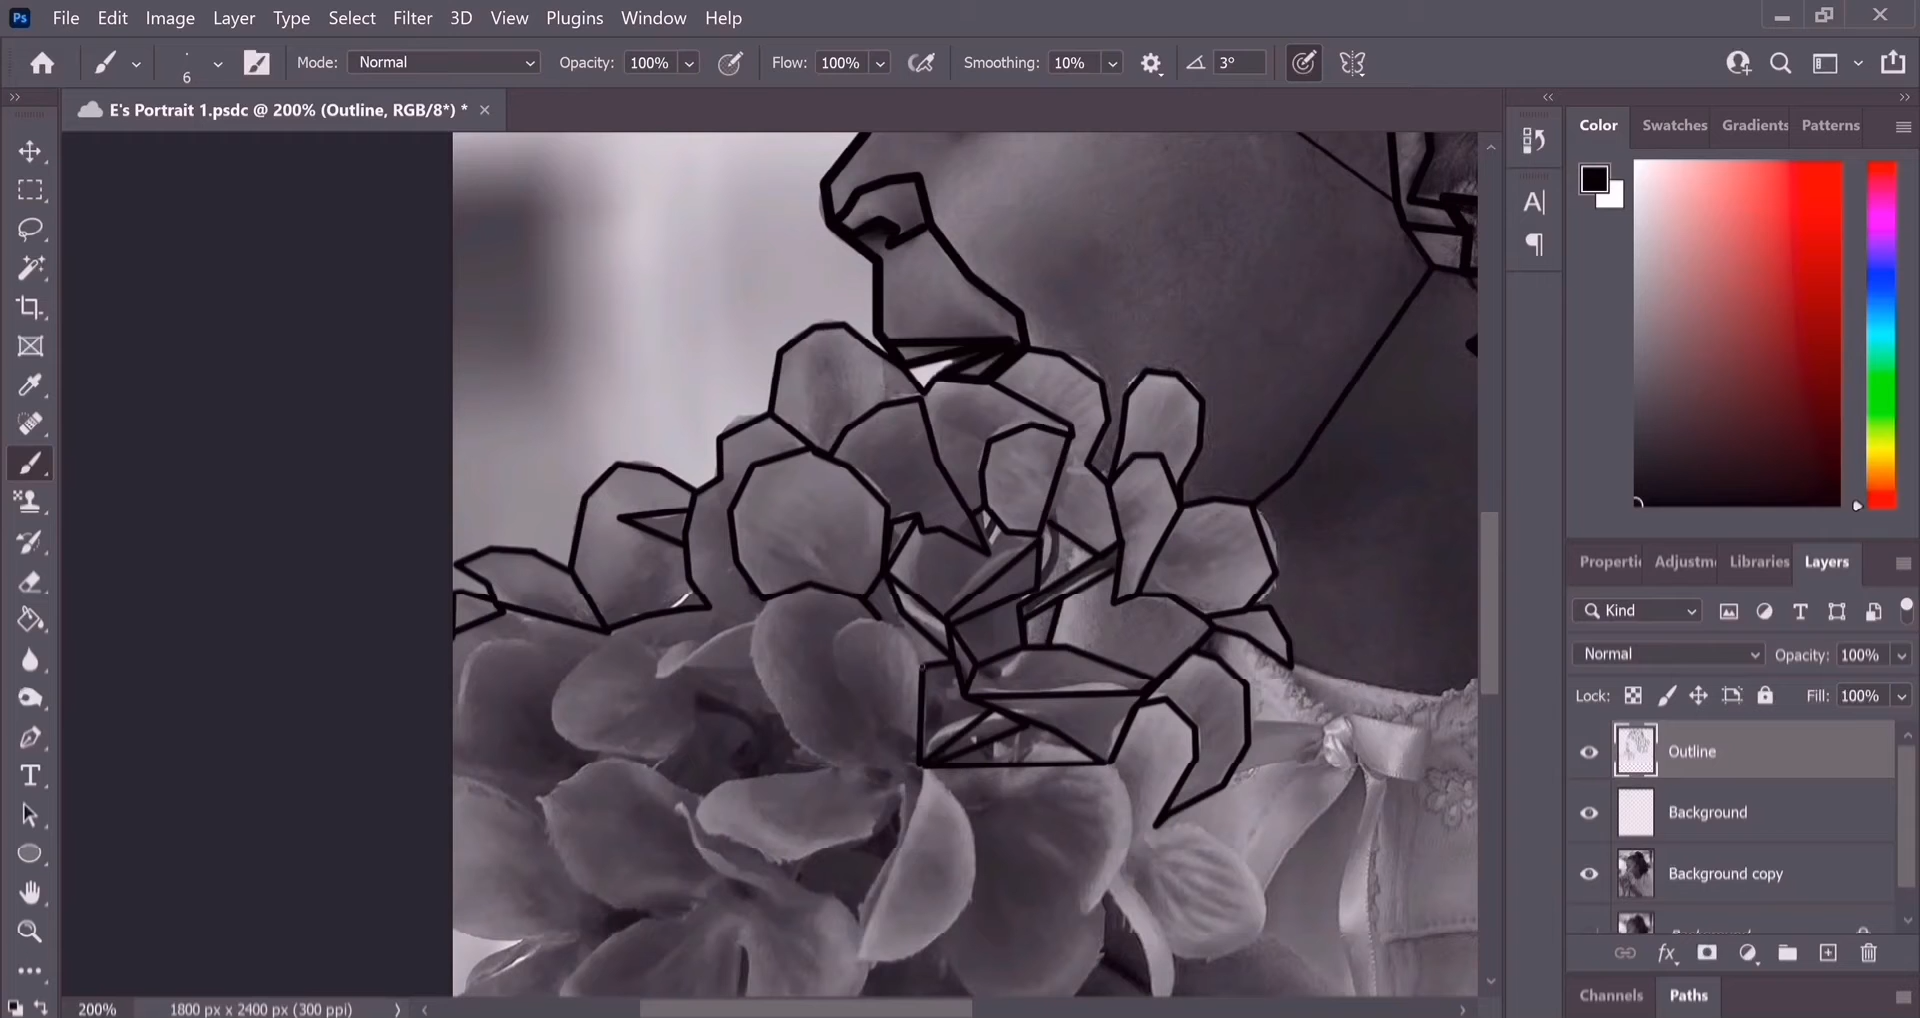 Ps File Edit Image Layer Type Select Filter 3D View Plugins Window Help
6 Mode: Normal Opacity: 100% Flow: 100% Smoothing: 10% 3°
E's Portrait 1.psdc @ 200% (Outline, RGB/8*) *
Color Swatches Gradients Patterns
Properti Adjustm Libraries Layers
Kind
Normal Opacity: 100%
Lock: Fill: 100%
Outline
Background
Background copy
fx
Channels Paths
200% 1800 px x 2400 px (300 ppi)